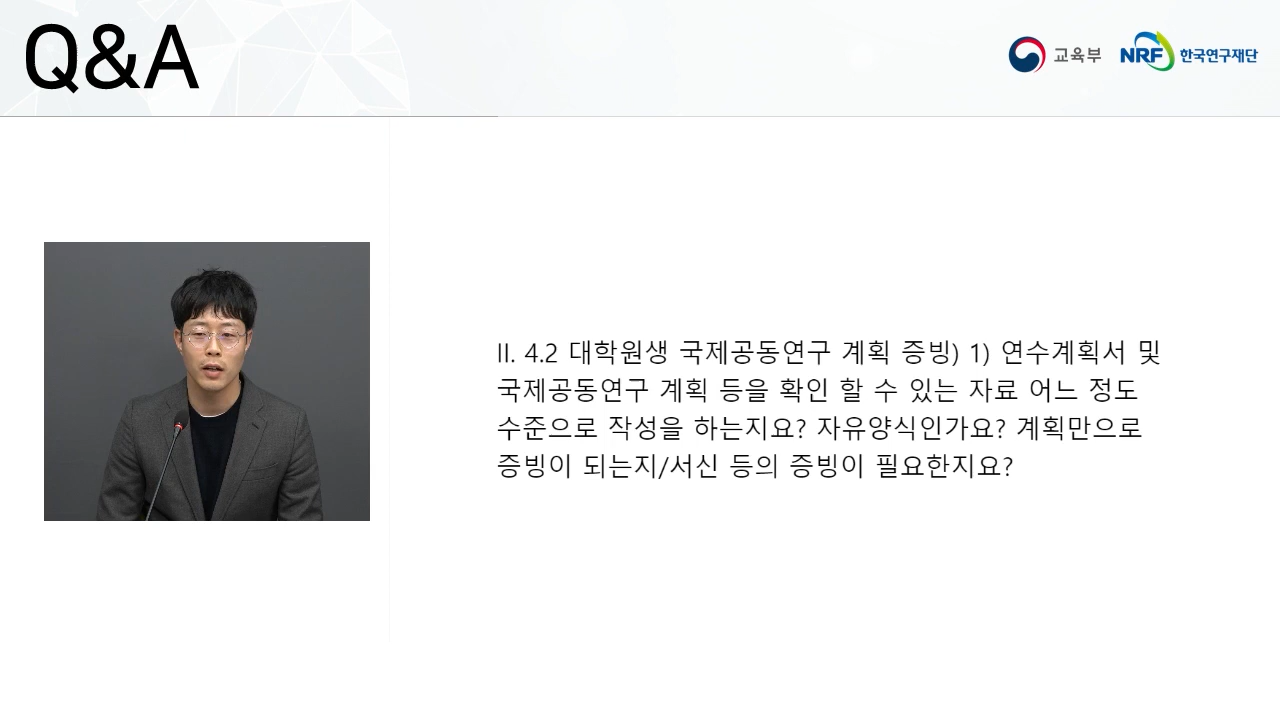 Q&A
교육부
NRF 한국연구재단
II. 4.2 대학원생 국제공동연구 계획 증빙) 1) 연수계획서 및
국제공동연구 계획 등을 확인 할 수 있는 자료 어느 정도
수준으로 작성을 하는지요? 자유양식인가요? 계획만으로
증빙이 되는지/서신 등의 증빙이 필요한지요?